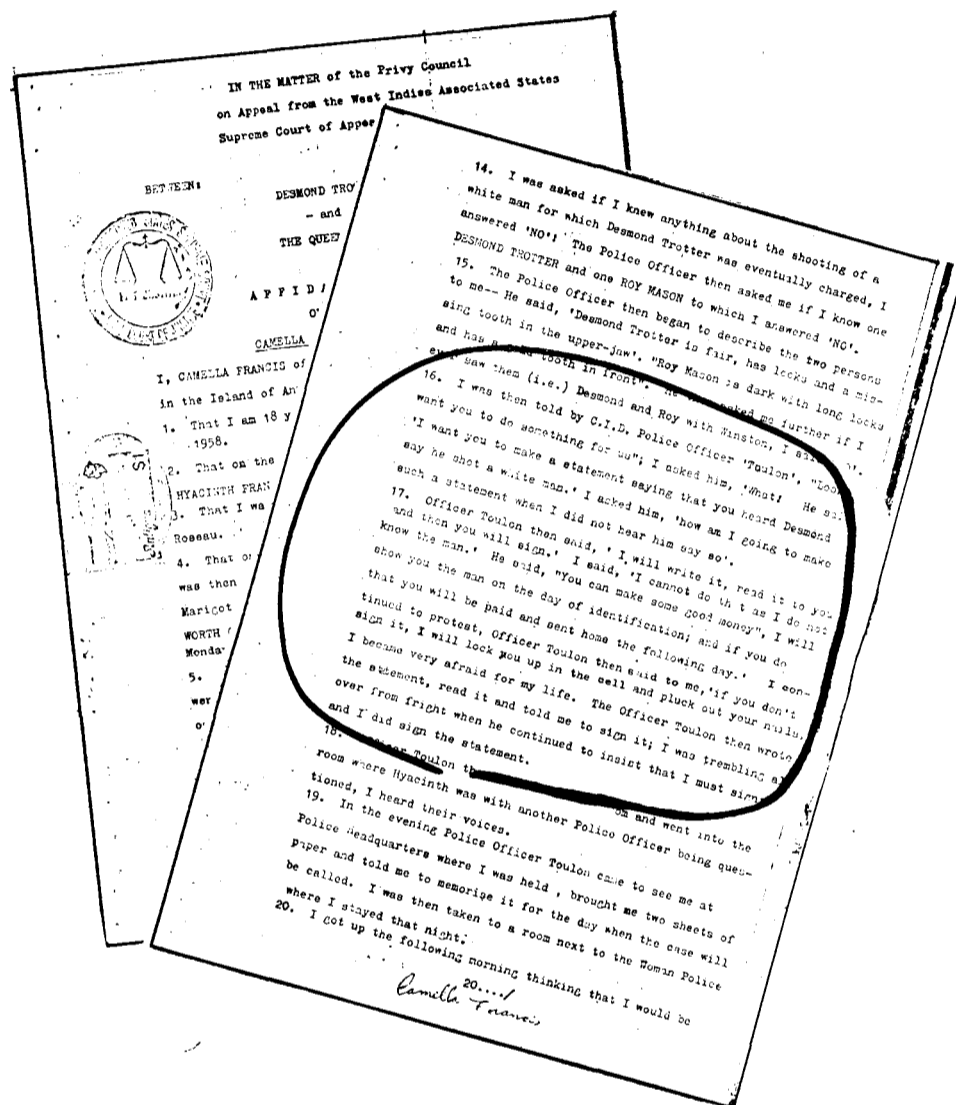 IN THE MATTER of the Privy Council
on Appeal from the West Indies Associated States
Supreme Court of Appe
BETWEEN:
DESMOND TRO
- and
THE QUEE
A F F I D
O
CAMELLA
I, CAMELLA FRANCIS of
in the Island of An
1. That I am 18 y
1958.
2. That on the
HYACINTH FRAN
3. That I wa
Roseau.
4. That o
was then
Marigot
WORTH
Monda
5.
wer
o
14. I was asked if I knew anything about the shooting of a
white man for which Desmond Trotter was eventually charged, I
answered 'NO'! The Police Officer then asked me if I know one
DESMOND TROTTER and one ROY MASON to which I answered 'NO'.
15. The Police Officer then began to describe the two persons
to me-- He said, 'Desmond Trotter is fair, has locks and a mis-
sing tooth in the upper-jaw'. "Roy Mason is dark with long locks
and has a tooth in front". He asked me further if I
ever saw them (i.e.) Desmond and Roy with Winston, I
16. I was then told by C.I.D. Police Officer 'Toulon', "Look
want you to do something for us"; I asked him, 'What! He
'I want you to make a statement saying that you heard Desmond
say he shot a white man.' I asked him, 'how am I going to make
such a statement when I did not hear him say so'.
17. Officer Toulon then said, 'I will write it, read it to you
and then you will sign.' I said, 'I cannot do as I do not
know the man.' He said, "You can make some good money", I will
show you the man on the day of identification; and if you do
that you will be paid and sent home the following day.' I con-
tinued to protest, Officer Toulon then said to me, 'if you don't
sign it, I will lock you up in the cell and pluck out your nails,
I became very afraid for my life. The Officer Toulon then wrote
the statement, read it and told me to sign it; I was trembling
over from fright when he continued to insist that I must sign
and I did sign the statement.
18. Toulon and went into the
room where Hyacinth was with another Police Officer being ques-
tioned, I heard their voices.
19. In the evening Police Officer Toulon came to see me at
Police Headquarters where I was held , brought me two sheets of
paper and told me to memorise it for the day when the case will
be called. I was then taken to a room next to the Woman Police
where I stayed that night.
20. I got up the following morning thinking that I would be
20..../
Camella Francis